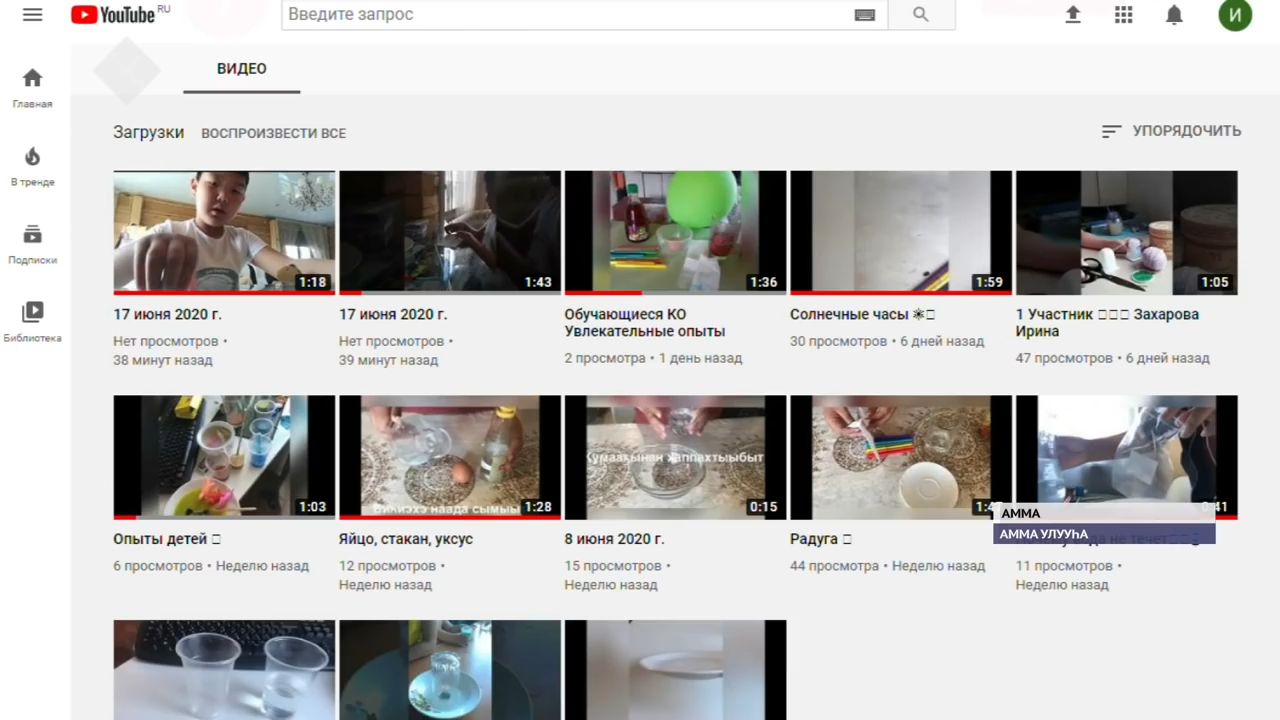 YouTube RU
Введите запрос
И
ВИДЕО
Главная
В тренде
Подписки
Библиотека
Загрузки ВОСПРОИЗВЕСТИ ВСЕ
УПОРЯДОЧИТЬ
1:18
1:43
1:36
1:59
1:05
17 июня 2020 г.
Нет просмотров •
38 минут назад
17 июня 2020 г.
Нет просмотров •
39 минут назад
Обучающиеся КО
Увлекательные опыты
2 просмотра • 1 день назад
Солнечные часы ☀
30 просмотров • 6 дней назад
1 Участник Захарова
Ирина
47 просмотров • 6 дней назад
1:03
1:28
Кумааҕынан хаппахтыыбыт
0:15
АММА
АММА УЛУУҺА
Опыты детей
6 просмотров • Неделю назад
Яйцо, стакан, уксус
12 просмотров •
Неделю назад
8 июня 2020 г.
15 просмотров •
Неделю назад
Радуга
44 просмотра • Неделю назад
не течет
11 просмотров •
Неделю назад